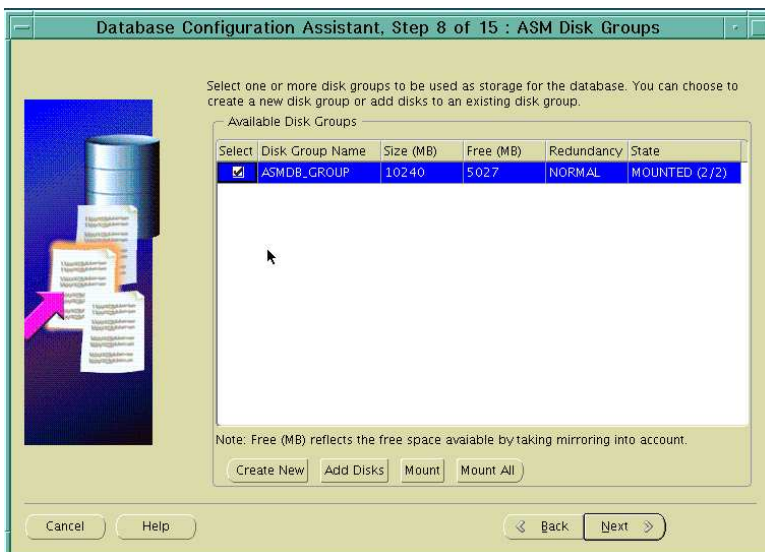 Database Configuration Assistant, Step 8 of 15 : ASM Disk Groups
Select one or more disk groups to be used as storage for the database. You can choose to
create a new disk group or add disks to an existing disk group.
Available Disk Groups
Select Disk Group Name Size (MB) Free (MB) Redundancy State
ASMDB_GROUP 10240 5027 NORMAL MOUNTED (2/2)
Note: Free (MB) reflects the free space avaiable by taking mirroring into account.
Create New Add Disks Mount Mount All
Cancel Help Back Next